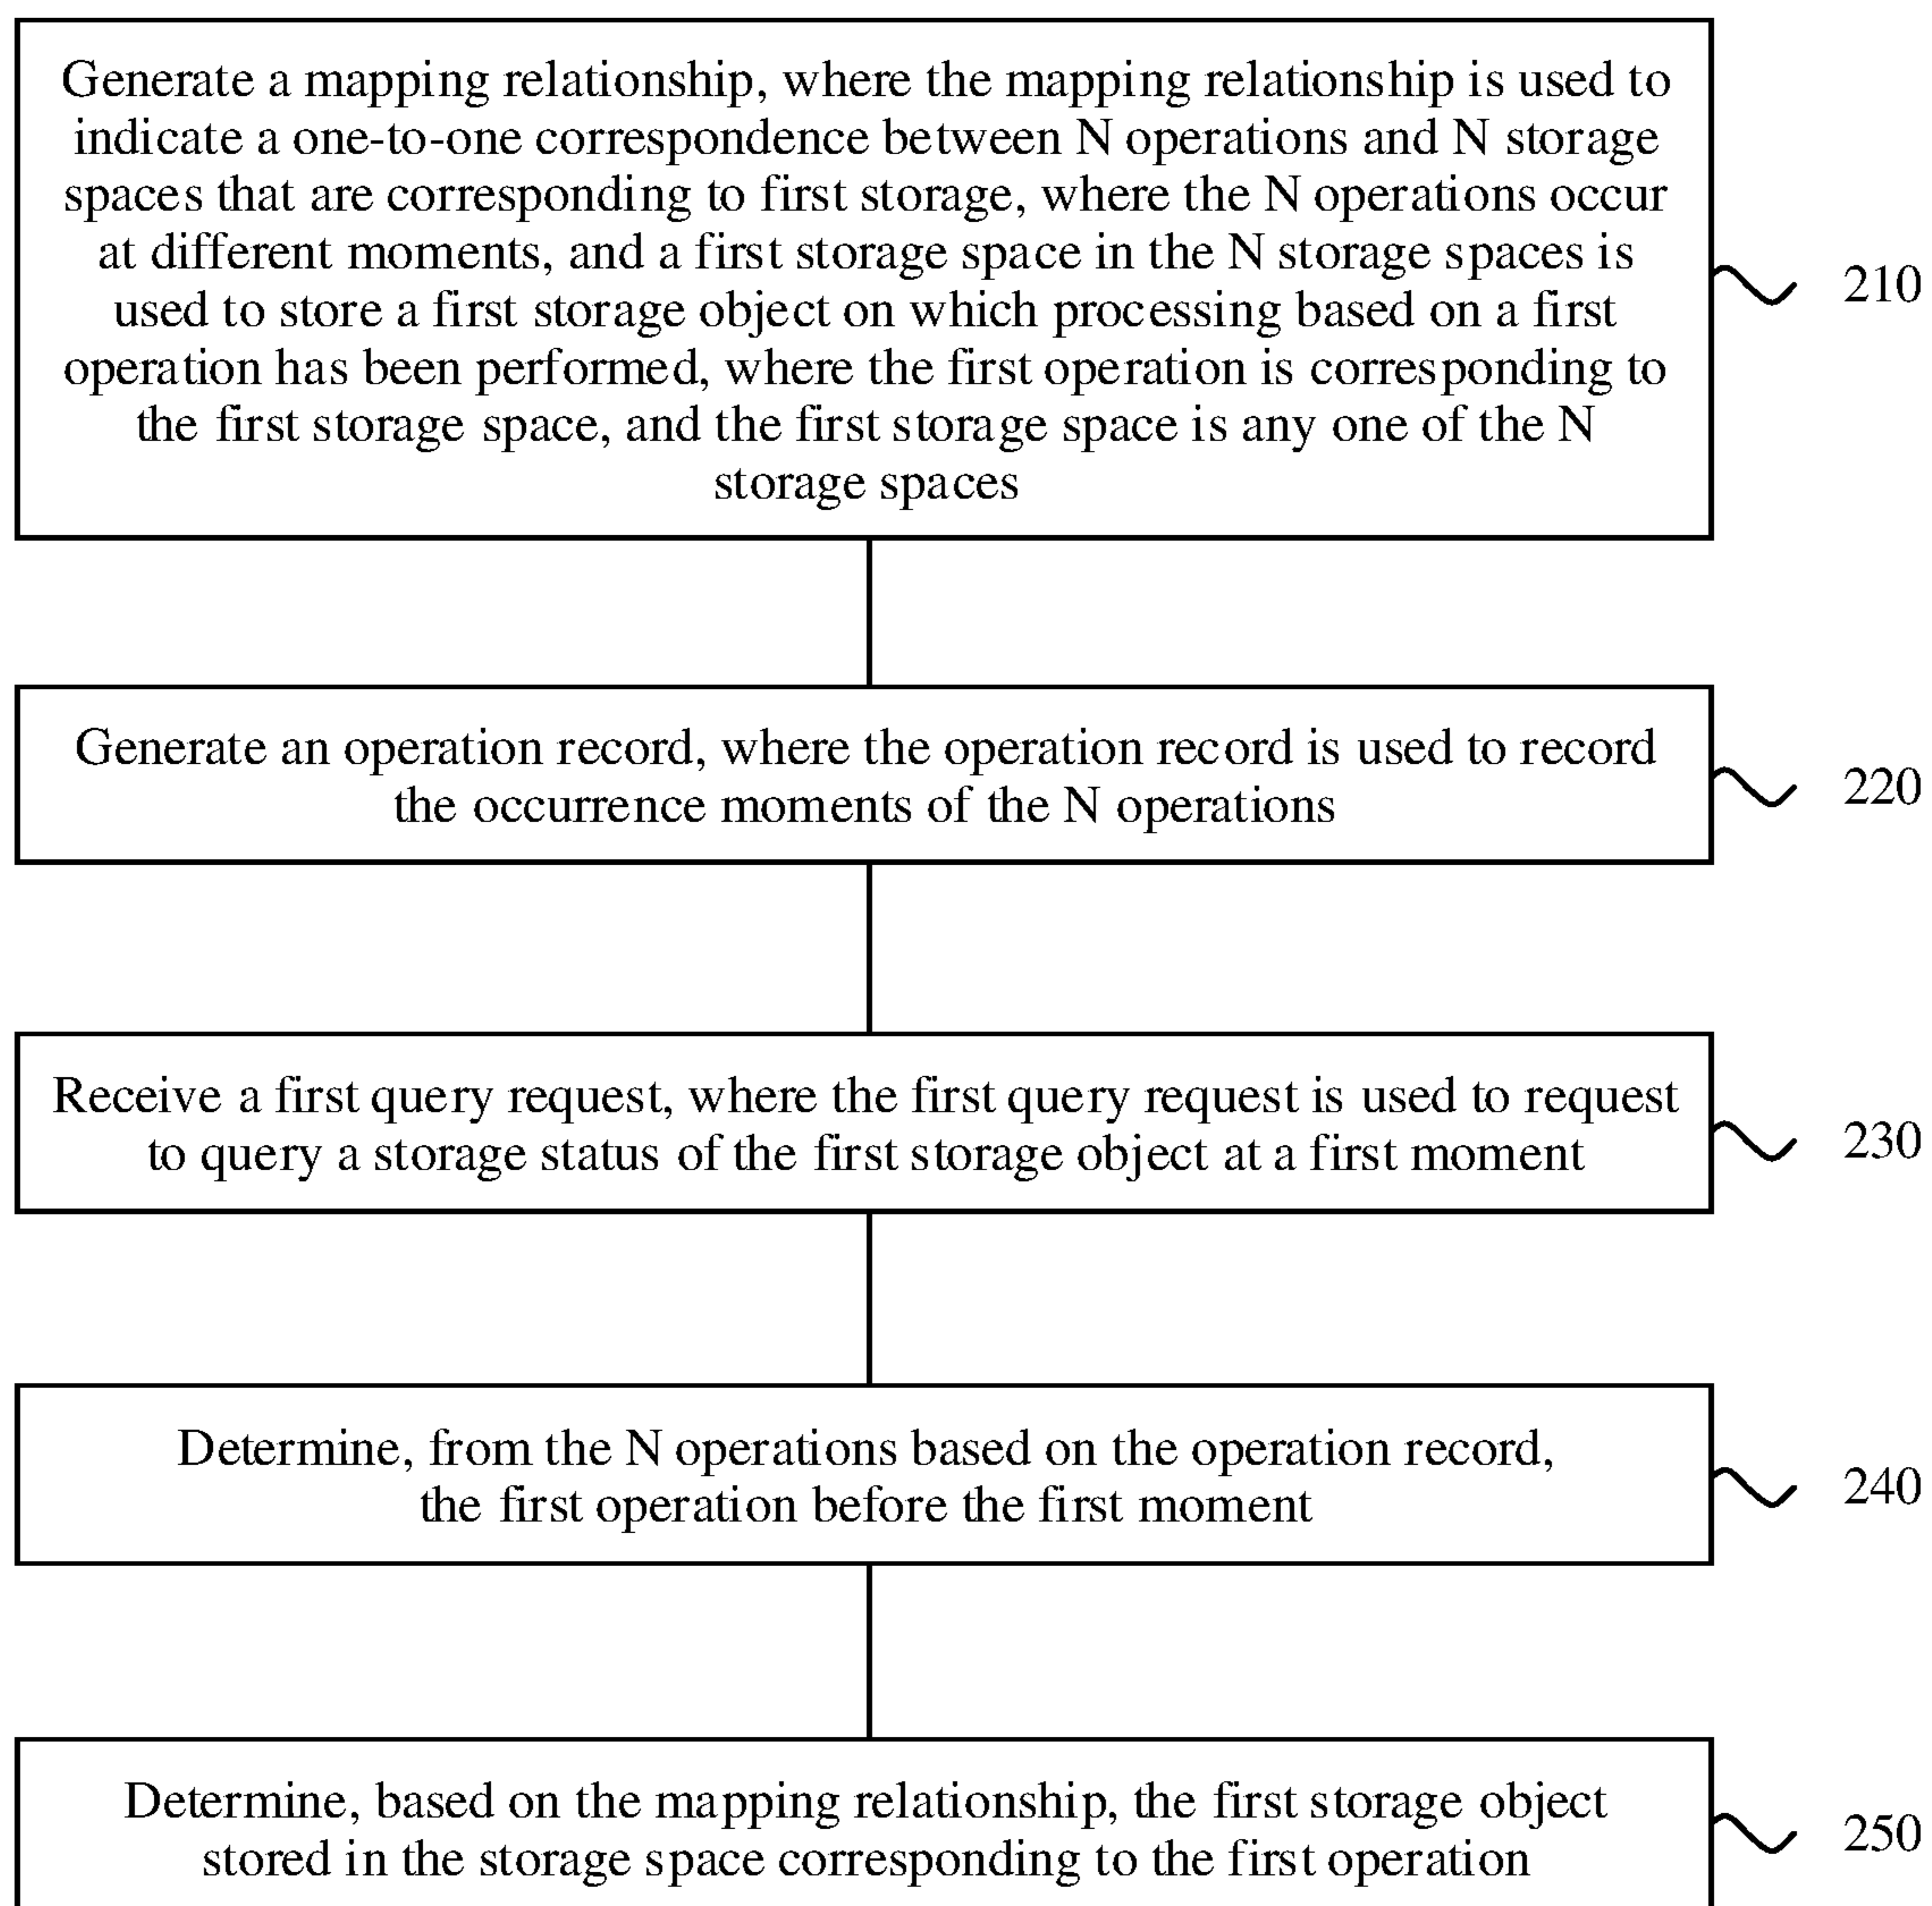 Generate a mapping relationship, where the mapping relationship is used to
indicate a one-to-one correspondence between N operations and N storage
spaces that are corresponding to first storage, where the N operations occur
at different moments, and a first storage space in the N storage spaces is
used to store a first storage object on which processing based on a first
operation has been performed, where the first operation is corresponding to
the first storage space, and the first storage space is any one of the N
storage spaces
210
Generate an operation record, where the operation record is used to record
the occurrence moments of the N operations
220
Receive a first query request, where the first query request is used to request
to query a storage status of the first storage object at a first moment
230
Determine, from the N operations based on the operation record,
the first operation before the first moment
240
Determine, based on the mapping relationship, the first storage object
stored in the storage space corresponding to the first operation
250